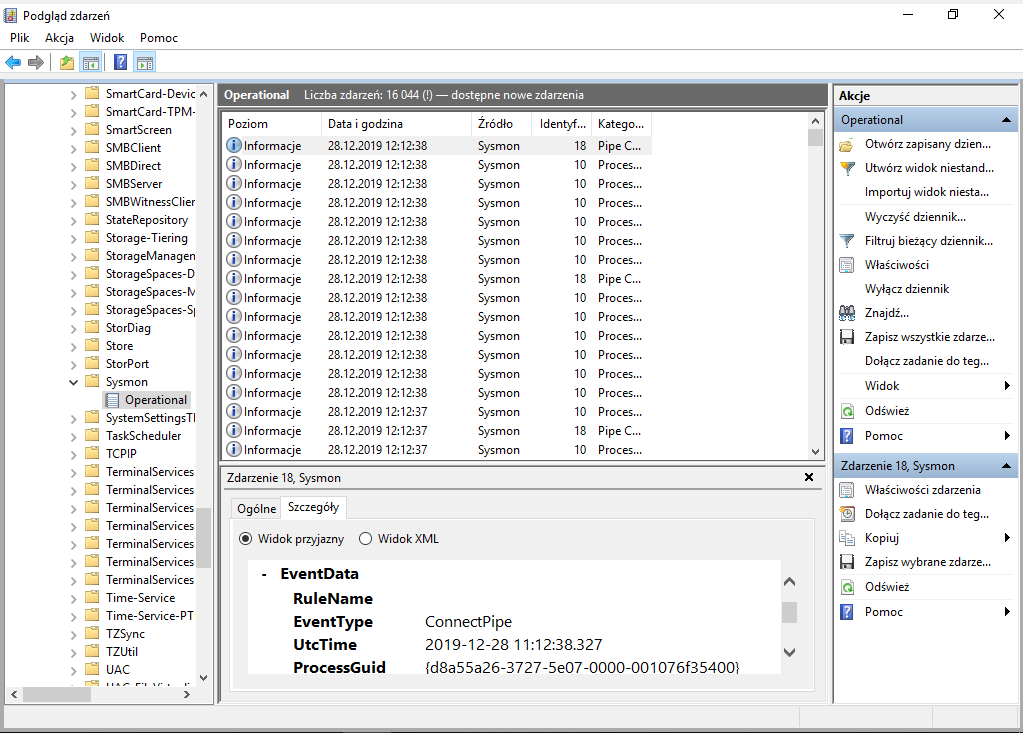 Podgląd zdarzeń
Plik Akcja Widok Pomoc
SmartCard-Devic
SmartCard-TPM-
SmartScreen
SMBClient
SMBDirect
SMBServer
SMBWitnessClier
StateRepository
Storage-Tiering
StorageManagen
StorageSpaces-D
StorageSpaces-M
StorageSpaces-Sp
StorDiag
Store
StorPort
Sysmon
Operational
SystemSettingsTl
TaskScheduler
TCPIP
TerminalServices
TerminalServices
TerminalServices
TerminalServices
TerminalServices
TerminalServices
TerminalServices
Time-Service
Time-Service-PT
TZSync
TZUtil
UAC
Operational Liczba zdarzeń: 16 044 (!) — dostępne nowe zdarzenia
Poziom Data i godzina Źródło Identyf... Katego...
Informacje 28.12.2019 12:12:38 Sysmon 18 Pipe C...
Informacje 28.12.2019 12:12:38 Sysmon 10 Proces...
Informacje 28.12.2019 12:12:38 Sysmon 10 Proces...
Informacje 28.12.2019 12:12:38 Sysmon 10 Proces...
Informacje 28.12.2019 12:12:38 Sysmon 10 Proces...
Informacje 28.12.2019 12:12:38 Sysmon 10 Proces...
Informacje 28.12.2019 12:12:38 Sysmon 10 Proces...
Informacje 28.12.2019 12:12:38 Sysmon 18 Pipe C...
Informacje 28.12.2019 12:12:38 Sysmon 10 Proces...
Informacje 28.12.2019 12:12:38 Sysmon 10 Proces...
Informacje 28.12.2019 12:12:38 Sysmon 10 Proces...
Informacje 28.12.2019 12:12:38 Sysmon 10 Proces...
Informacje 28.12.2019 12:12:38 Sysmon 10 Proces...
Informacje 28.12.2019 12:12:38 Sysmon 10 Proces...
Informacje 28.12.2019 12:12:37 Sysmon 10 Proces...
Informacje 28.12.2019 12:12:37 Sysmon 18 Pipe C...
Informacje 28.12.2019 12:12:37 Sysmon 10 Proces...
Zdarzenie 18, Sysmon
Ogólne Szczegóły
Widok przyjazny Widok XML
- EventData
RuleName
EventType ConnectPipe
UtcTime 2019-12-28 11:12:38.327
ProcessGuid {d8a55a26-3727-5e07-0000-001076f35400}
Akcje
Operational
Otwórz zapisany dzien...
Utwórz widok niestand...
Importuj widok niesta...
Wyczyść dziennik...
Filtruj bieżący dziennik...
Właściwości
Wyłącz dziennik
Znajdź...
Zapisz wszystkie zdarze...
Dołącz zadanie do teg...
Widok
Odśwież
Pomoc
Zdarzenie 18, Sysmon
Właściwości zdarzenia
Dołącz zadanie do teg...
Kopiuj
Zapisz wybrane zdarze...
Odśwież
Pomoc